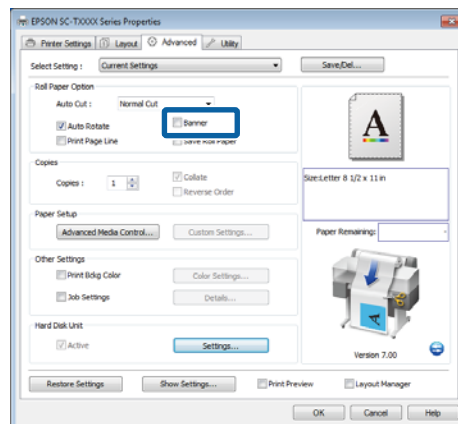 EPSON SC-TXXXX Series Properties
Printer Settings Layout Advanced Utility
Select Setting : Current Settings Save/Del...
Roll Paper Option
Auto Cut : Normal Cut
Auto Rotate Banner
Print Page Line Save Roll Paper
A
Copies
Copies : 1 Collate
Reverse Order
Size:Letter 8 1/2 x 11 in
Paper Setup
Advanced Media Control... Custom Settings...
Paper Remaining:
Other Settings
Print Bckg Color Color Settings...
Job Settings Details...
A
Hard Disk Unit
Active Settings...
Version 7.00
Restore Settings Show Settings... Print Preview Layout Manager
OK Cancel Help